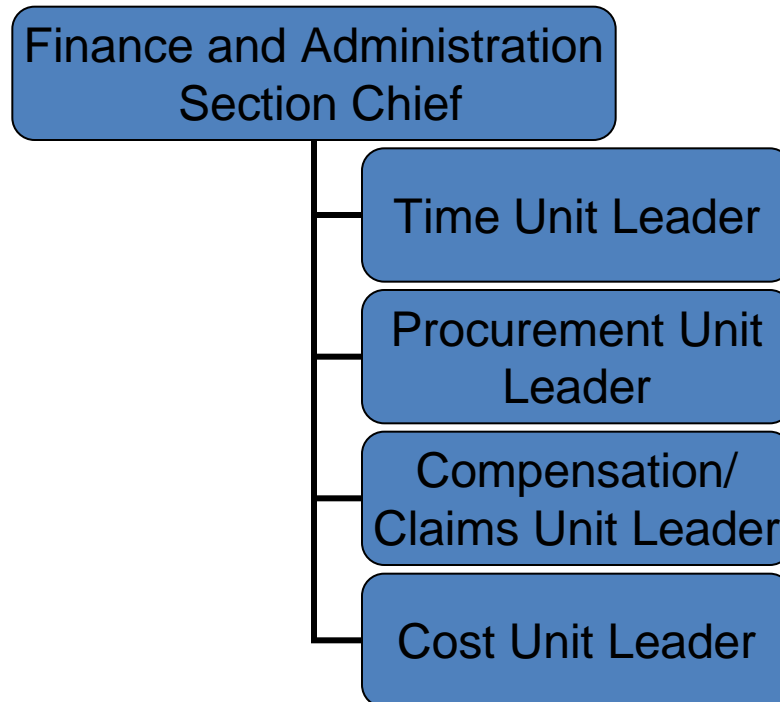 Finance and Administration
Section Chief
Time Unit Leader
Procurement Unit
Leader
Compensation/
Claims Unit Leader
Cost Unit Leader